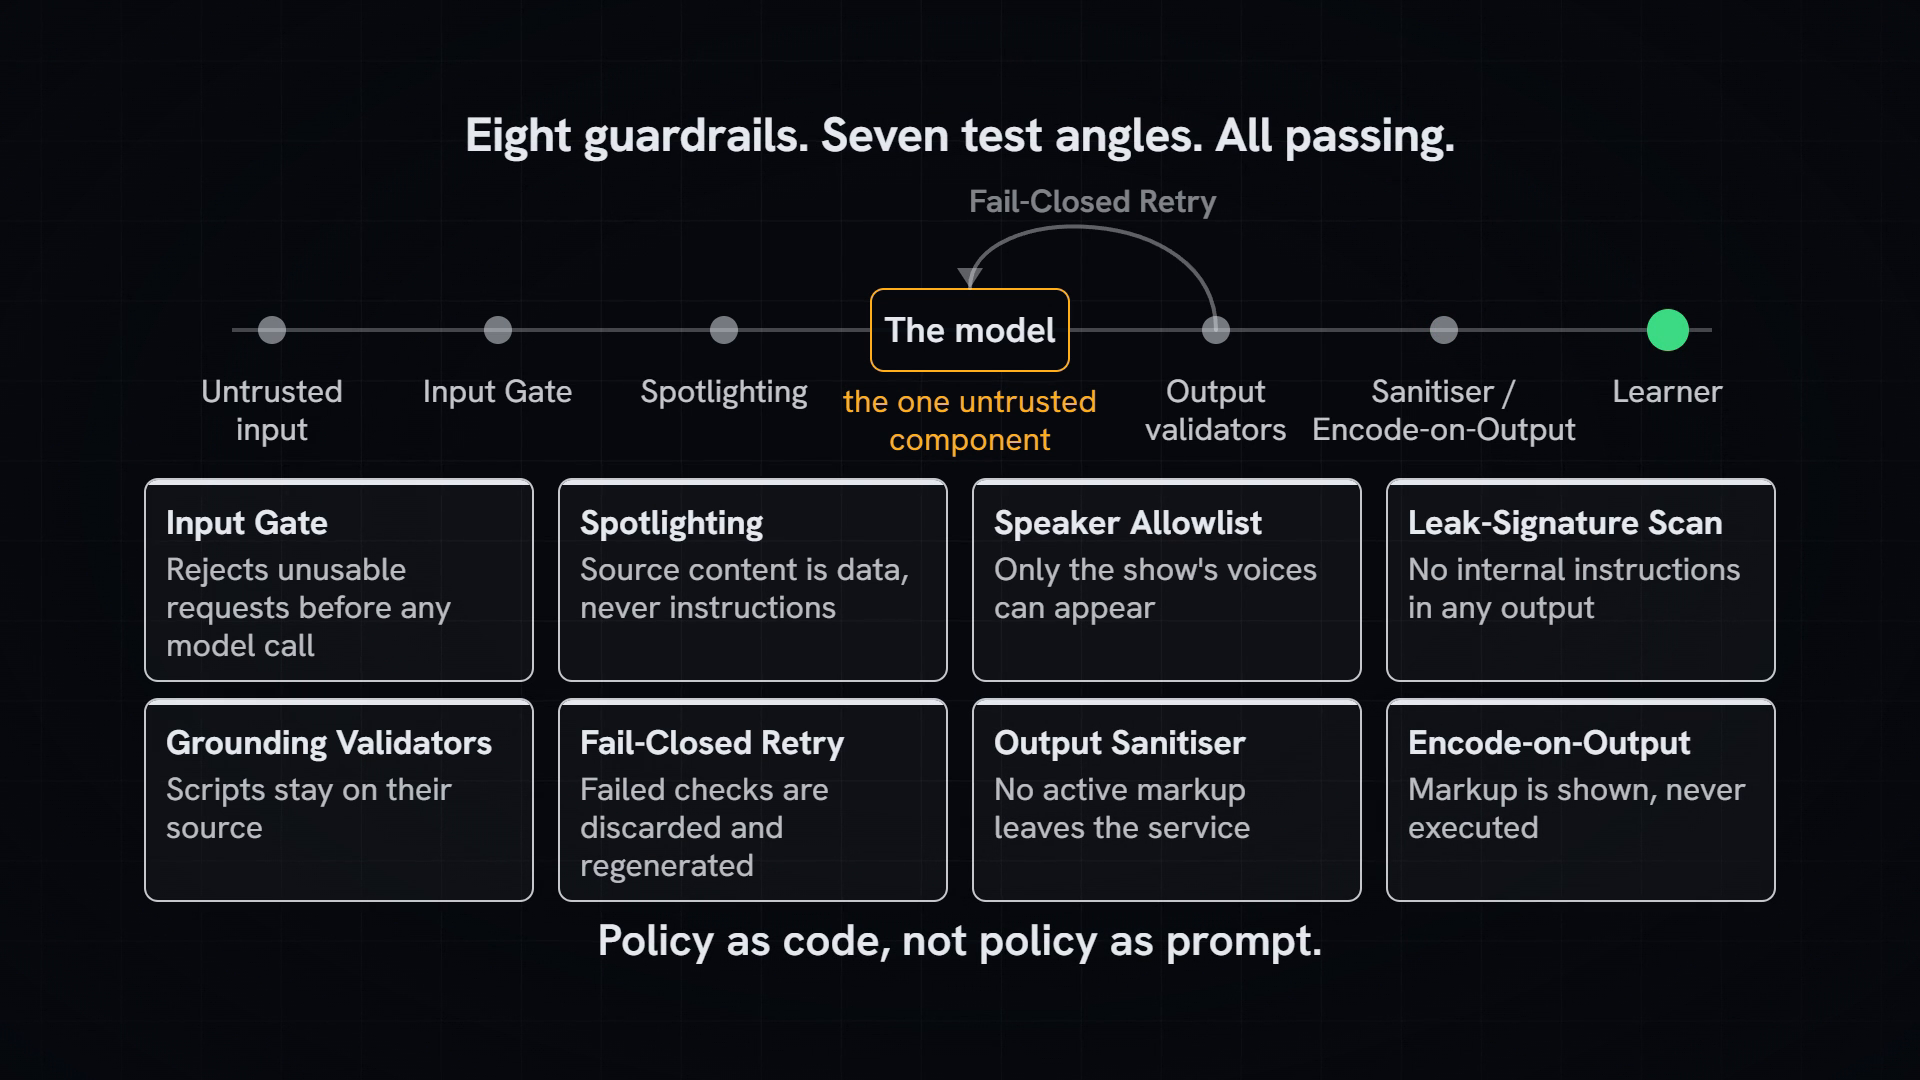 Eight guardrails. Seven test angles. All passing.
Fail-Closed Retry
The model
Untrusted
input
Input Gate
Spotlighting
the one untrusted
component
Output
validators
Sanitiser /
Encode-on-Output
Learner
Input Gate
Rejects unusable
requests before any
model call
Spotlighting
Source content is data,
never instructions
Speaker Allowlist
Only the show's voices
can appear
Leak-Signature Scan
No internal instructions
in any output
Grounding Validators
Scripts stay on their
source
Fail-Closed Retry
Failed checks are
discarded and
regenerated
Output Sanitiser
No active markup
leaves the service
Encode-on-Output
Markup is shown, never
executed
Policy as code, not policy as prompt.